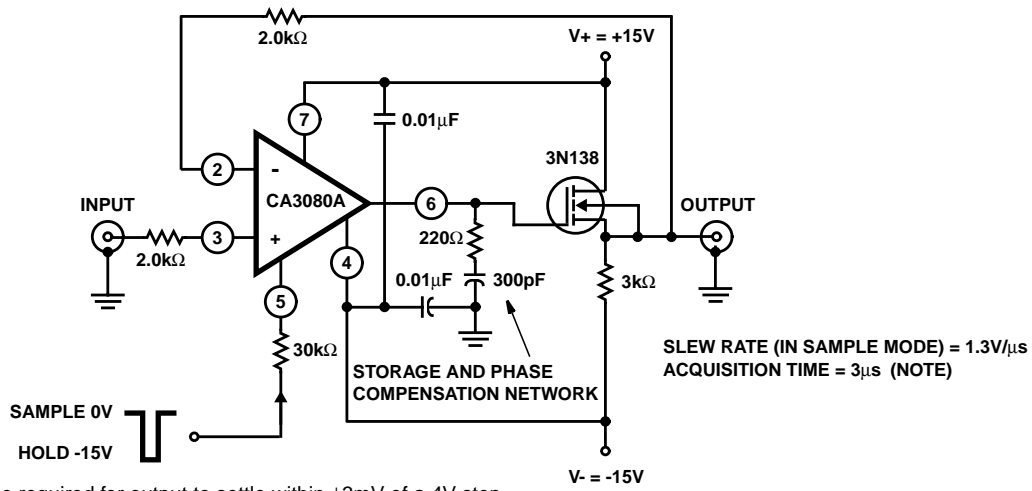 2.0kΩ
V+ = +15V
7
0.01µF
3N138
2
-
CA3080A
INPUT
6
OUTPUT
3
+
220Ω
2.0kΩ
4
0.01µF
300pF
3kΩ
5
30kΩ
STORAGE AND PHASE
COMPENSATION NETWORK
SLEW RATE (IN SAMPLE MODE) = 1.3V/µs
ACQUISITION TIME = 3µs (NOTE)
SAMPLE 0V
HOLD -15V
V- = -15V
required for output to settle within
of a 4V step